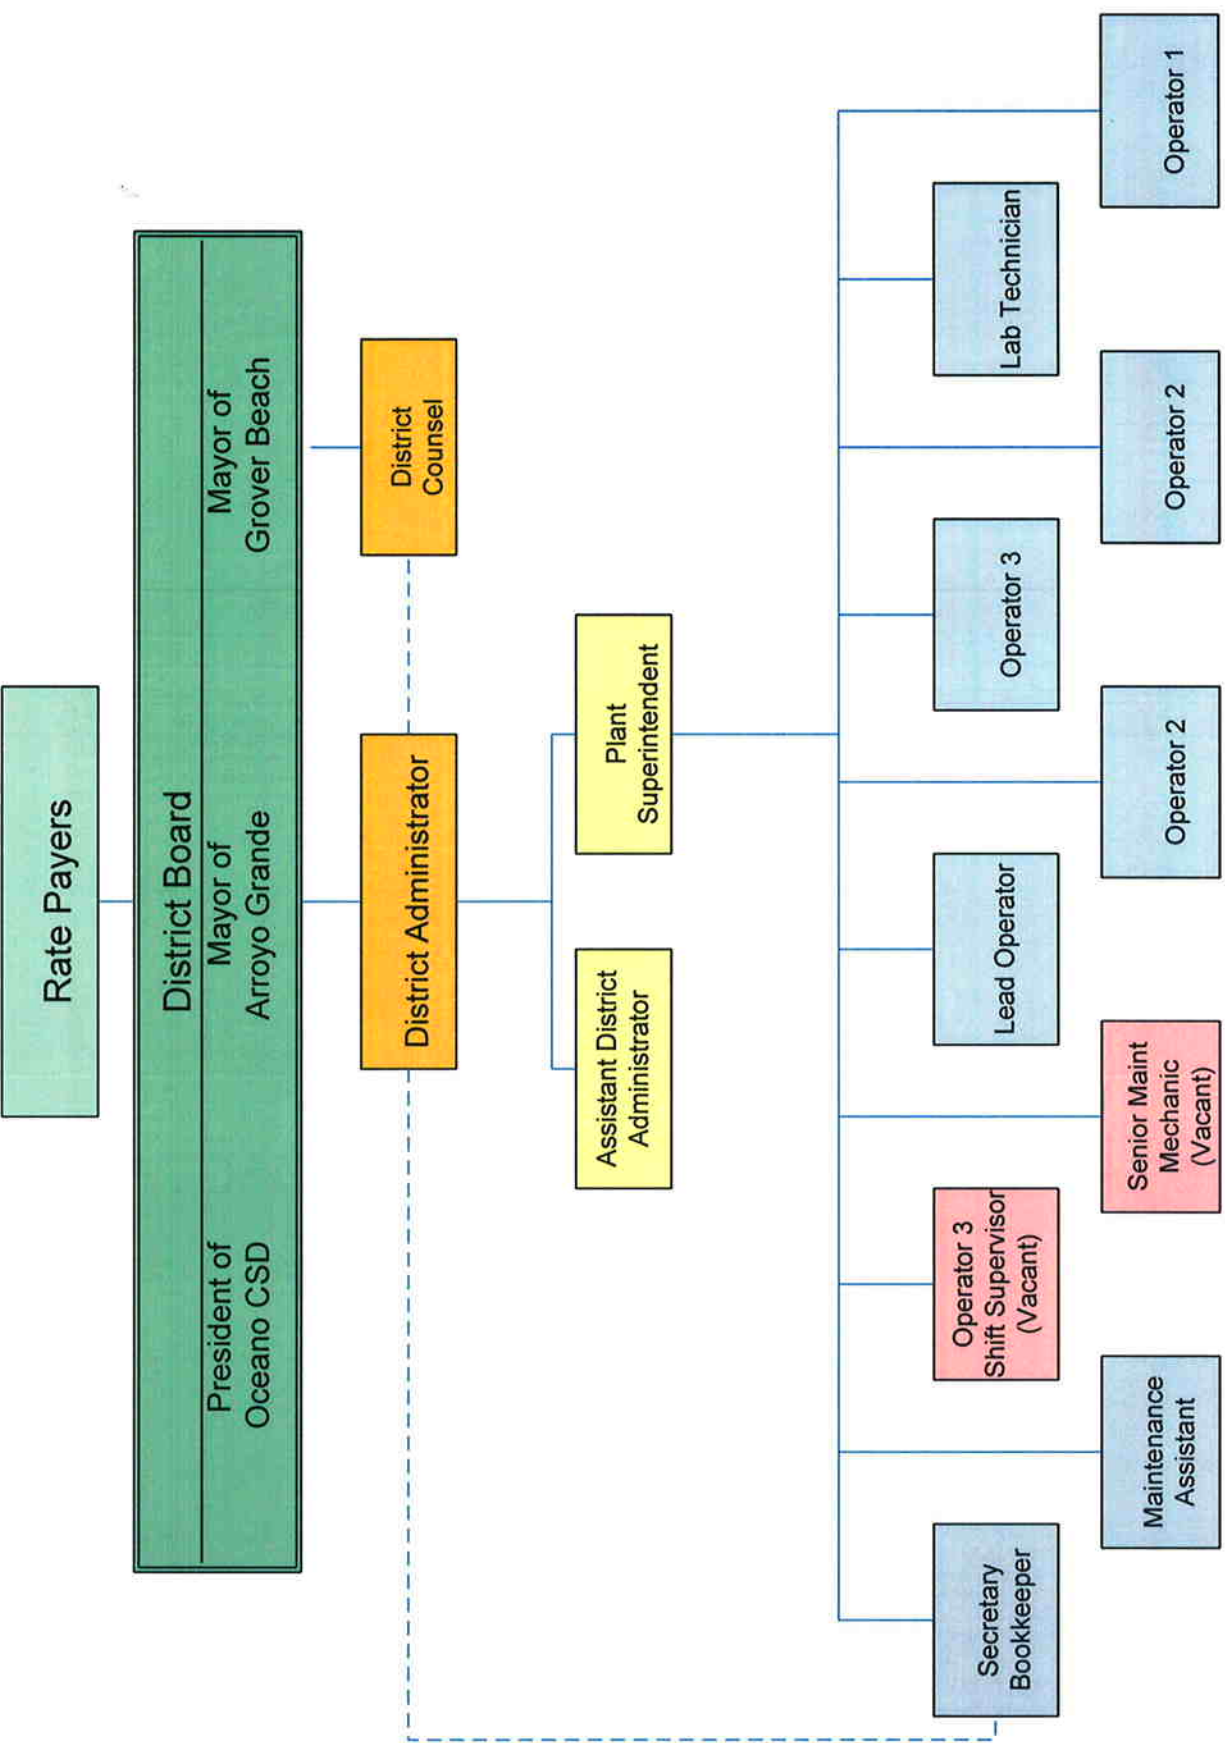 Rate Payers
District Board
President of
Oceano CSD
Mayor of
Arroyo Grande
Mayor of
Grover Beach
District Administrator
District
Counsel
Assistant District
Administrator
Plant
Superintendent
Secretary
Bookkeeper
Operator 3
Shift Supervisor
(Vacant)
Lead Operator
Operator 3
Lab Technician
Maintenance
Assistant
Senior Maint
Mechanic
(Vacant)
Operator 2
Operator 2
Operator 1